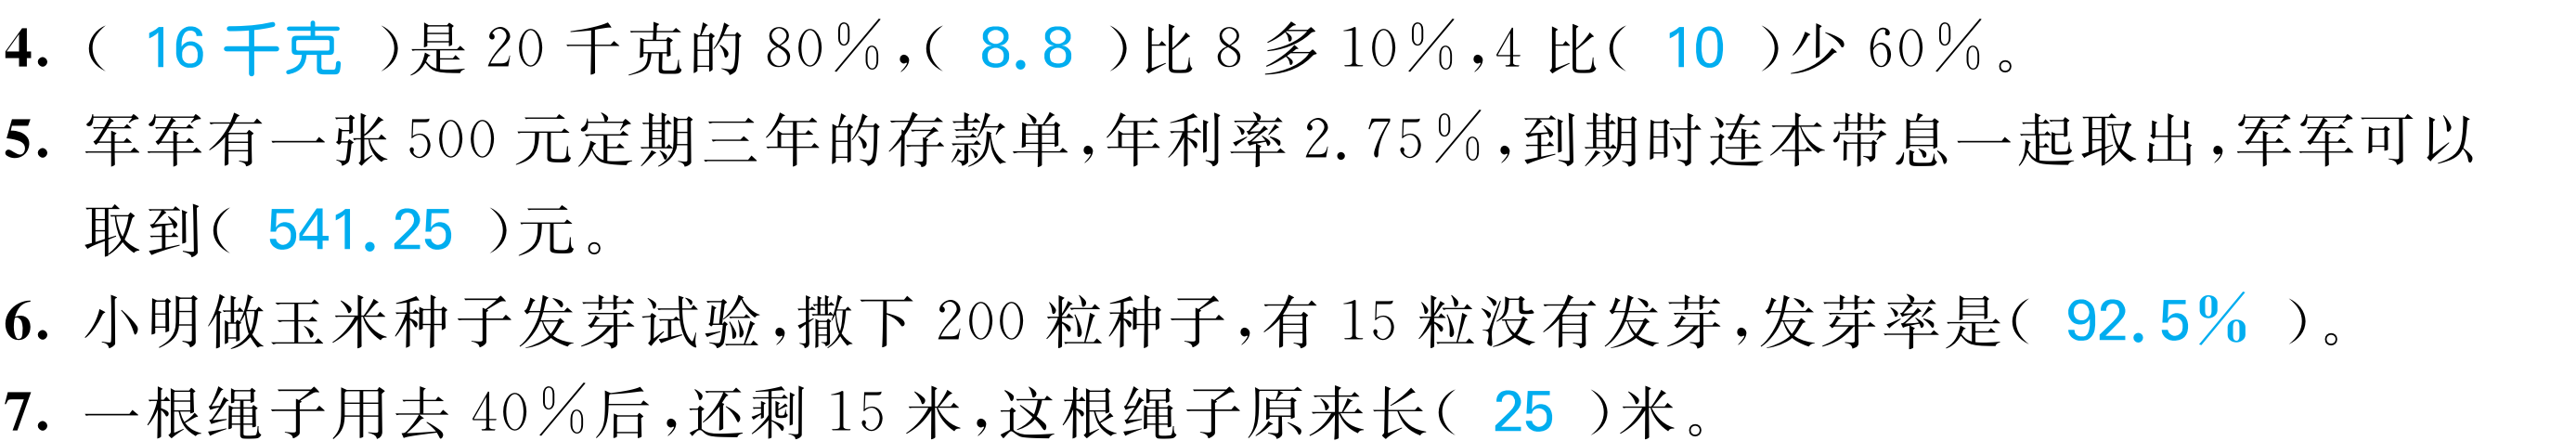 4. ( 16千克 )是 20 千克的 80%,( 8.8 )比 8 多 10%,4 比( 10 )少 60%。
5. 军军有一张 500 元定期三年的存款单,年利率 2.75%,到期时连本带息一起取出,军军可以
取到( 541.25 )元。
6. 小明做玉米种子发芽试验,撒下 200 粒种子,有 15 粒没有发芽,发芽率是( 92.5% )。
7. 一根绳子用去 40%后,还剩 15 米,这根绳子原来长( 25 )米。